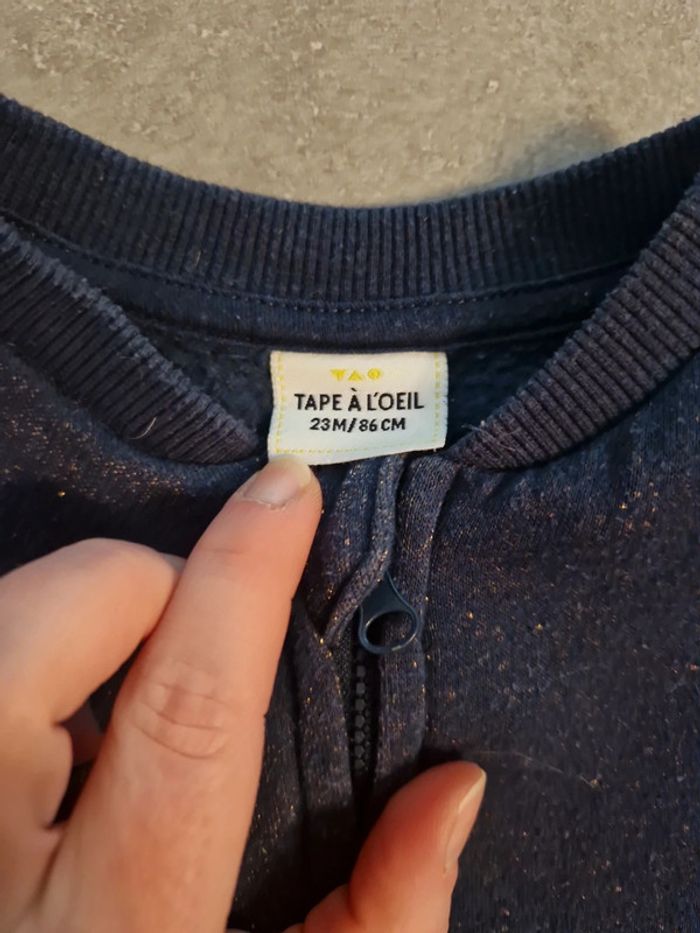 TAO
TAPE À L'OEIL
23M/86CM